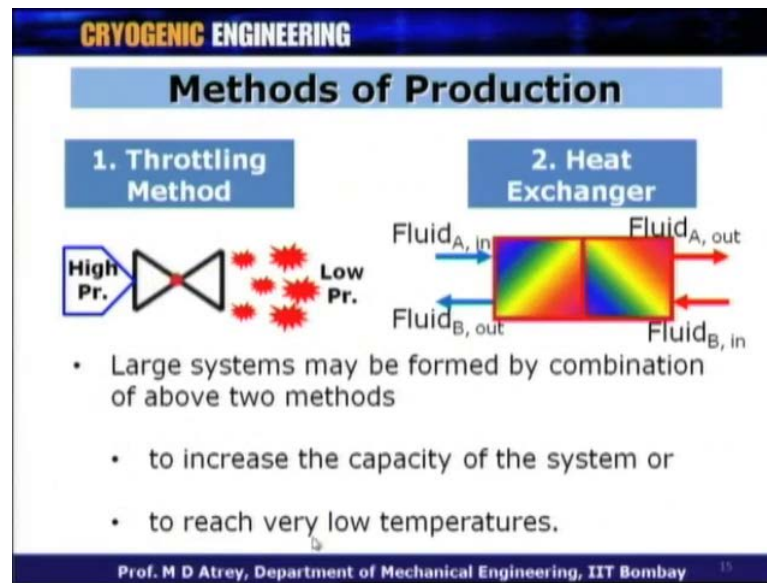 CRYOGENIC ENGINEERING
Methods of Production
1. Throttling
Method
High
Pr.
Low
Pr.
2. Heat
Exchanger
FluidA, in
FluidA, out
FluidB, out
FluidB, in
• Large systems may be formed by combination
of above two methods
• to increase the capacity of the system or
• to reach very low temperatures.
Prof. M D Atrey, Department of Mechanical Engineering, IIT Bombay
15